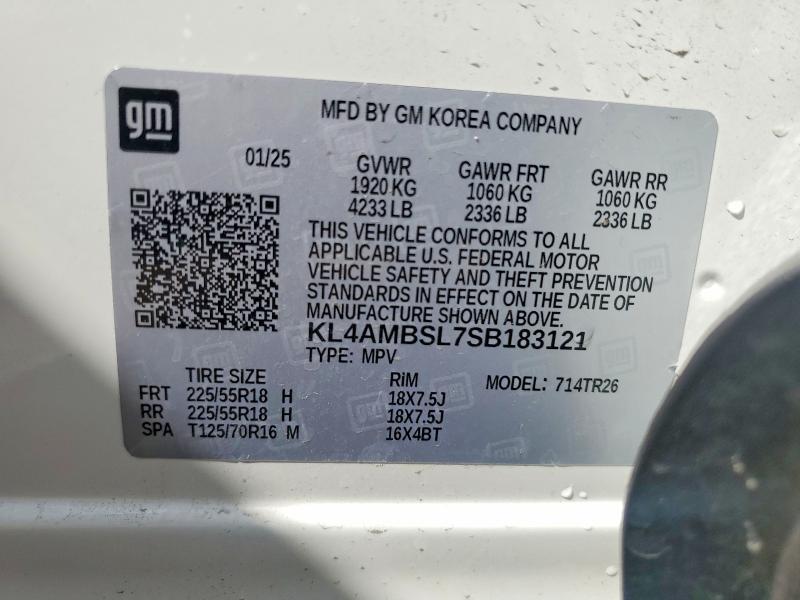 gm
MFD BY GM KOREA COMPANY
01/25 GVWR GAWR FRT GAWR RR
1920 KG 1060 KG 1060 KG
4233 LB 2336 LB 2336 LB
THIS VEHICLE CONFORMS TO ALL
APPLICABLE U.S. FEDERAL MOTOR
VEHICLE SAFETY AND THEFT PREVENTION
STANDARDS IN EFFECT ON THE DATE OF
MANUFACTURE SHOWN ABOVE.
KL4AMBSL7SB183121
TYPE: MPV
TIRE SIZE RiM MODEL: 714TR26
FRT 225/55R18 H 18X7.5J
RR 225/55R18 H 18X7.5J
SPA T125/70R16 M 16X4BT